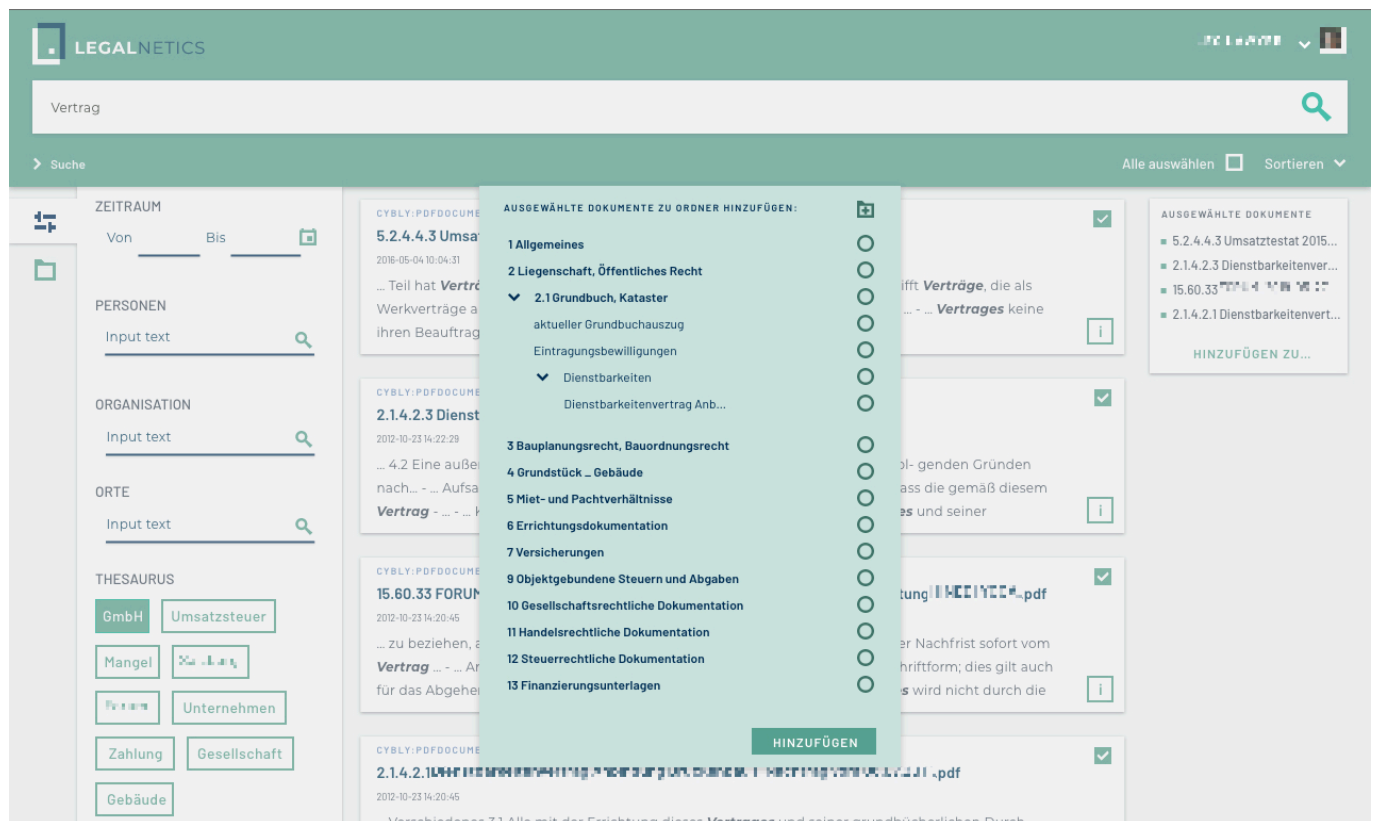 LEGALNETICS
Vertrag
Suche
Alle auswählen
Sortieren
ZEITRAUM
Von
Bis
PERSONEN
Input text
ORGANISATION
Input text
ORTE
Input text
THESAURUS
GmbH
Umsatzsteuer
Mangel
Unternehmen
Zahlung
Gesellschaft
Gebäude
CYBLY:PDFDOCUME
5.2.4.4.3 Umsa
2016-05-04 10:04:31
... Teil hat Vertr
ifft Verträge, die als
Werkverträge a
... - ... Vertrages keine
ihren Beauftrag
i
CYBLY:PDFDOCUME
2.1.4.2.3 Dienst
2012-10-23 14:22:29
... 4.2 Eine auße
genden Gründen
nach... - ... Aufsa
ass die gemäß diesem
Vertrag - ... - ...
es und seiner
i
CYBLY:PDFDOCUME
15.60.33 FORUM
tung
.pdf
2012-10-23 14:20:45
... zu beziehen, a
er Nachfrist sofort vom
Vertrag ... - ... Ar
hriftform; dies gilt auch
für das Abgehe
s wird nicht durch die
i
CYBLY:PDFDOCUME
2.1.4.2.1
.pdf
2012-10-23 14:20:45
AUSGEWÄHLTE DOKUMENTE ZU ORDNER HINZUFÜGEN:
1 Allgemeines
2 Liegenschaft, Öffentliches Recht
2.1 Grundbuch, Kataster
aktueller Grundbuchauszug
Eintragungsbewilligungen
Dienstbarkeiten
Dienstbarkeitenvertrag Anb...
3 Bauplanungsrecht, Bauordnungsrecht
4 Grundstück _ Gebäude
5 Miet- und Pachtverhältnisse
6 Errichtungsdokumentation
7 Versicherungen
9 Objektgebundene Steuern und Abgaben
10 Gesellschaftsrechtliche Dokumentation
11 Handelsrechtliche Dokumentation
12 Steuerrechtliche Dokumentation
13 Finanzierungsunterlagen
HINZUFÜGEN
AUSGEWÄHLTE DOKUMENTE
5.2.4.4.3 Umsatztestat 2015...
2.1.4.2.3 Dienstbarkeitenver...
15.60.33
2.1.4.2.1 Dienstbarkeitenvert...
HINZUFÜGEN ZU...